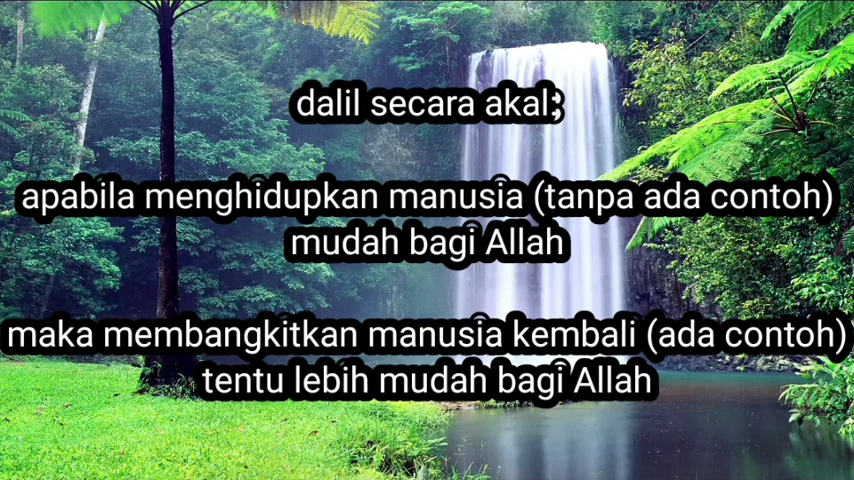 dalil secara akal;
apabila menghidupkan manusia (tanpa ada contoh)
mudah bagi Allah
maka membangkitkan manusia kembali (ada contoh)
tentu lebih mudah bagi Allah